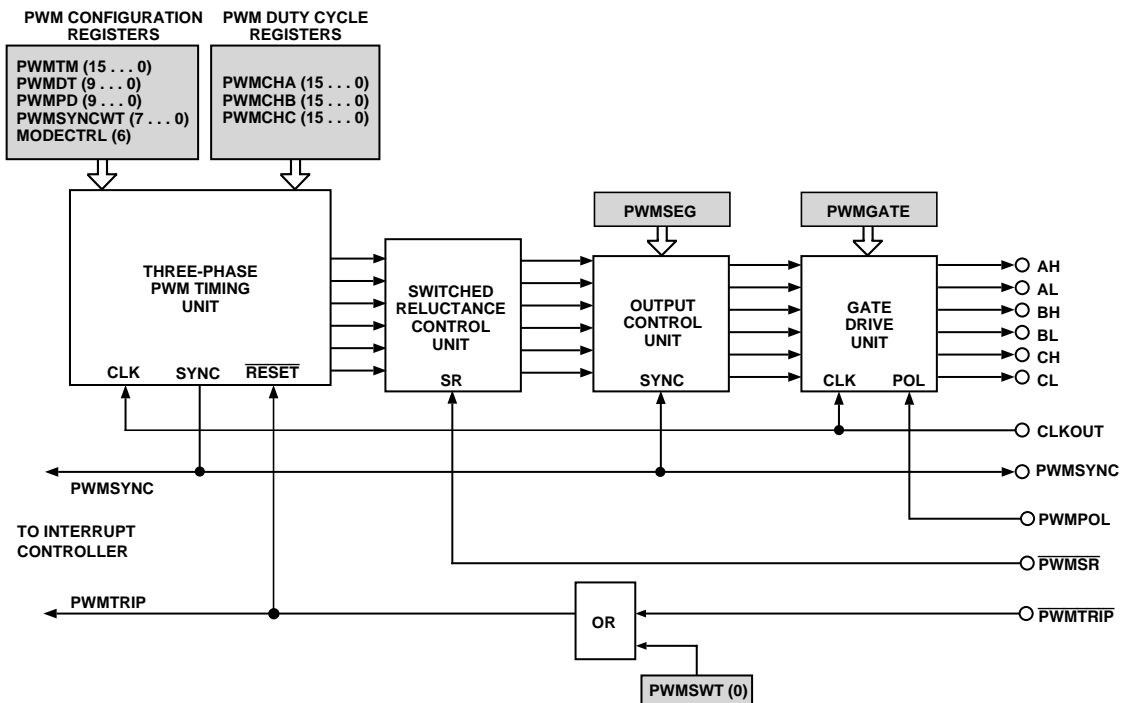 PWM CONFIGURATION
REGISTERS
PWM DUTY CYCLE
REGISTERS
PWMTM (15 . . . 0)
PWMDT (9 . . . 0)
PWMPD (9 . . . 0)
PWMSYNCWT (7 . . . 0)
MODECTRL (6)
PWMCHA (15 . . . 0)
PWMCHB (15 . . . 0)
PWMCHC (15 . . . 0)
PWMSEG
PWMGATE
THREE-PHASE
PWM TIMING
UNIT
CLK
SYNC
RESET
SWITCHED
RELUCTANCE
CONTROL
UNIT
SR
OUTPUT
CONTROL
UNIT
SYNC
GATE
DRIVE
UNIT
CLK
POL
AH
AL
BH
BL
CH
CL
CLKOUT
PWMSYNC
PWMSYNC
PWMPOL
TO INTERRUPT
CONTROLLER
PWMSR
PWMTRIP
OR
PWMTRIP
PWMSWT (0)